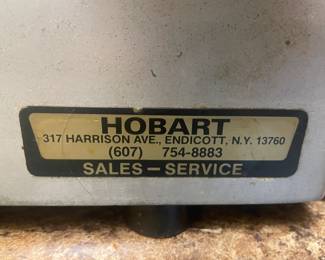 HOBART
317 HARRISON AVE., ENDICOTT, N.Y. 13760
(607) 754-8883
SALES — SERVICE